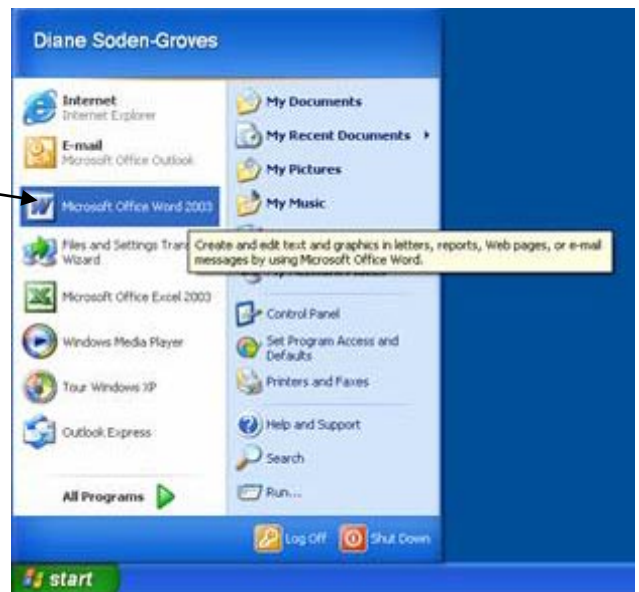 Diane Soden-Groves
Internet
Internet Explorer
E-mail
Microsoft Office Outlook
Microsoft Office Word 2003
Files and Settings Tran
Wizard
Microsoft Office Excel 2003
Windows Media Player
Tour Windows XP
Outlook Express
All Programs
My Documents
My Recent Documents
My Pictures
My Music
Create and edit text and graphics in letters, reports, Web pages, or e-mail
messages by using Microsoft Office Word.
Control Panel
Set Program Access and
Defaults
Printers and Faxes
Help and Support
Search
Run...
Log Off
Shut Down
start